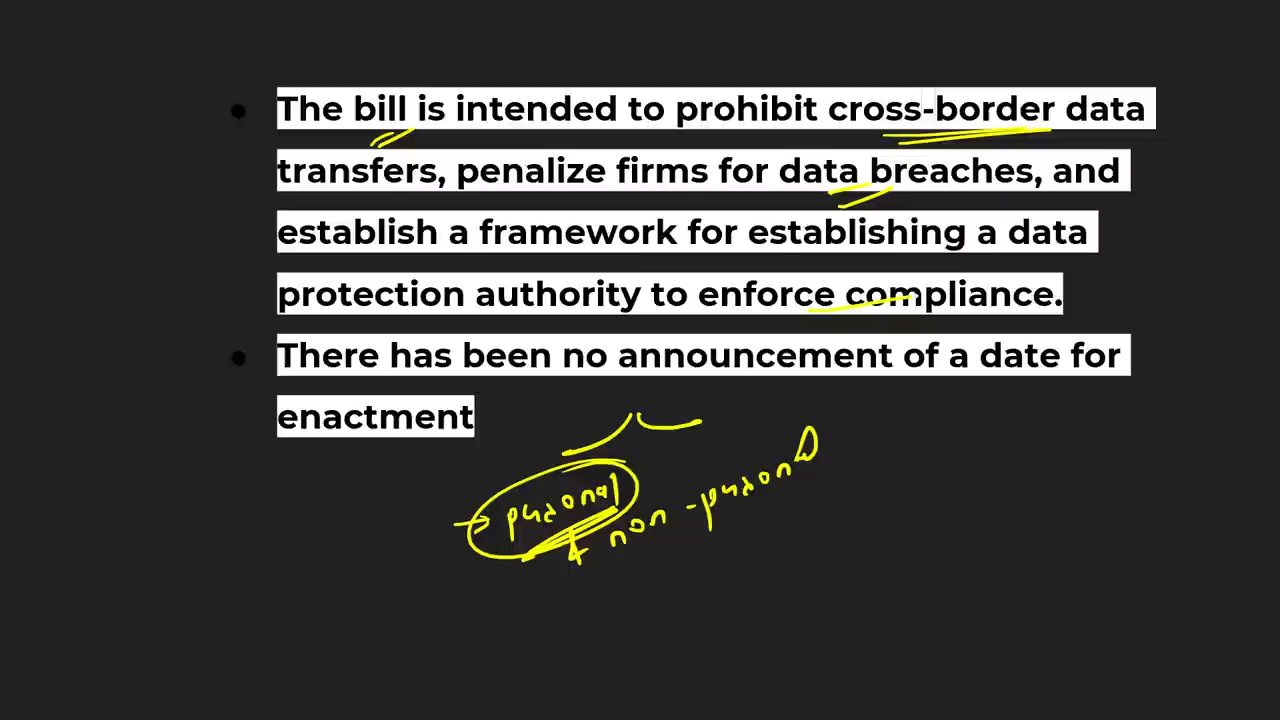 The bill is intended to prohibit cross-border data
transfers, penalize firms for data breaches, and
establish a framework for establishing a data
protection authority to enforce compliance.
There has been no announcement of a date for
enactment
personal
non-personal